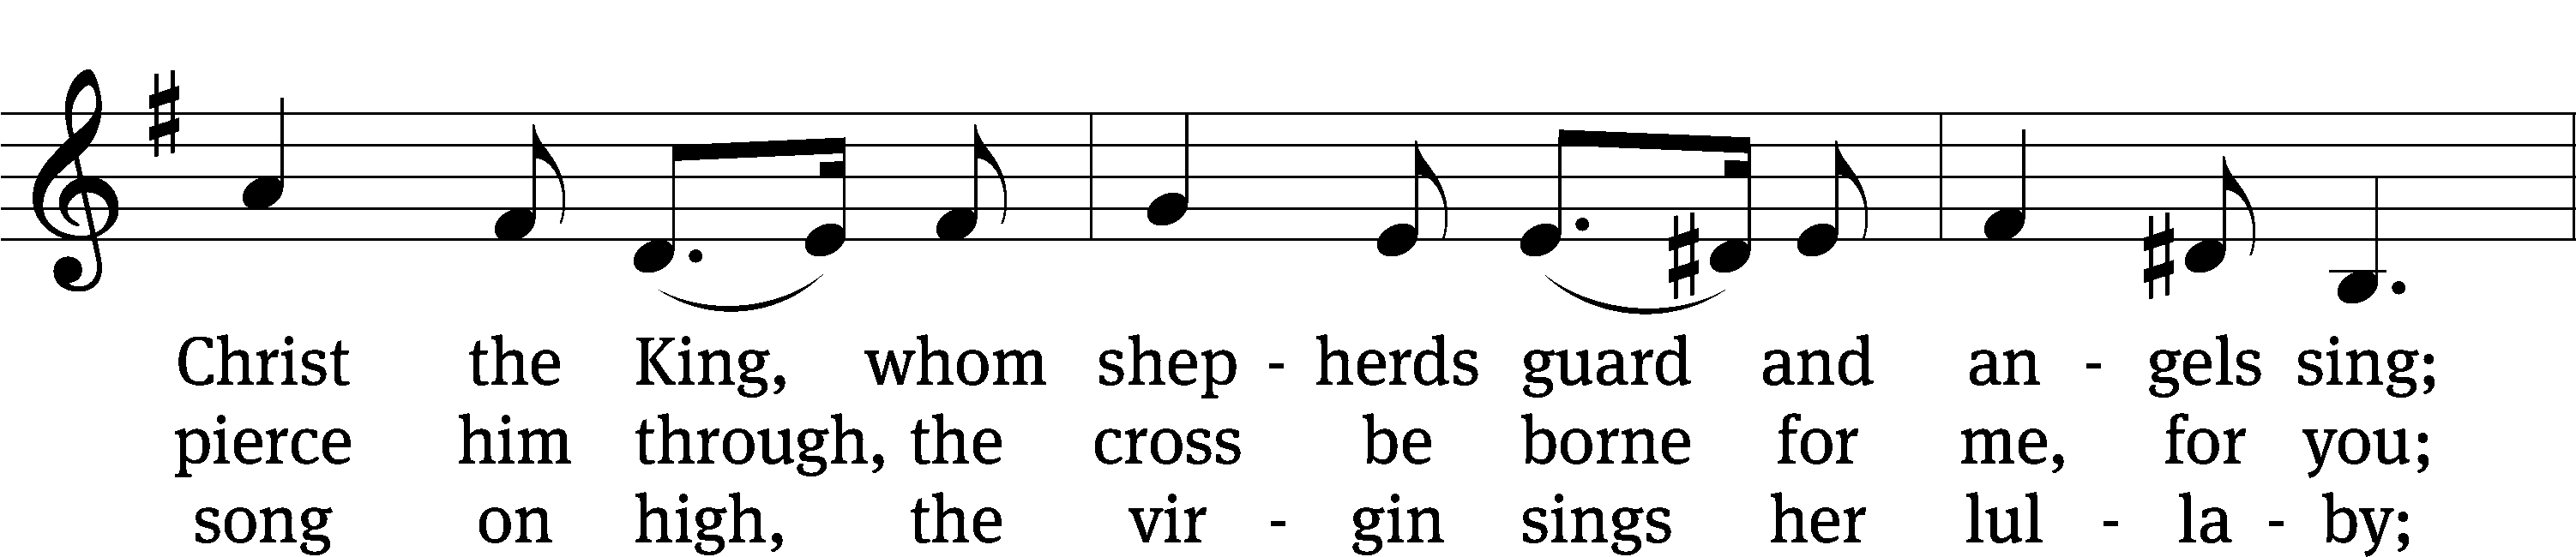 Christ the King, whom shep - herds guard and an - gels sing;
pierce him through, the cross be borne for me, for you;
song on high, the vir - gin sings her lul - la - by;